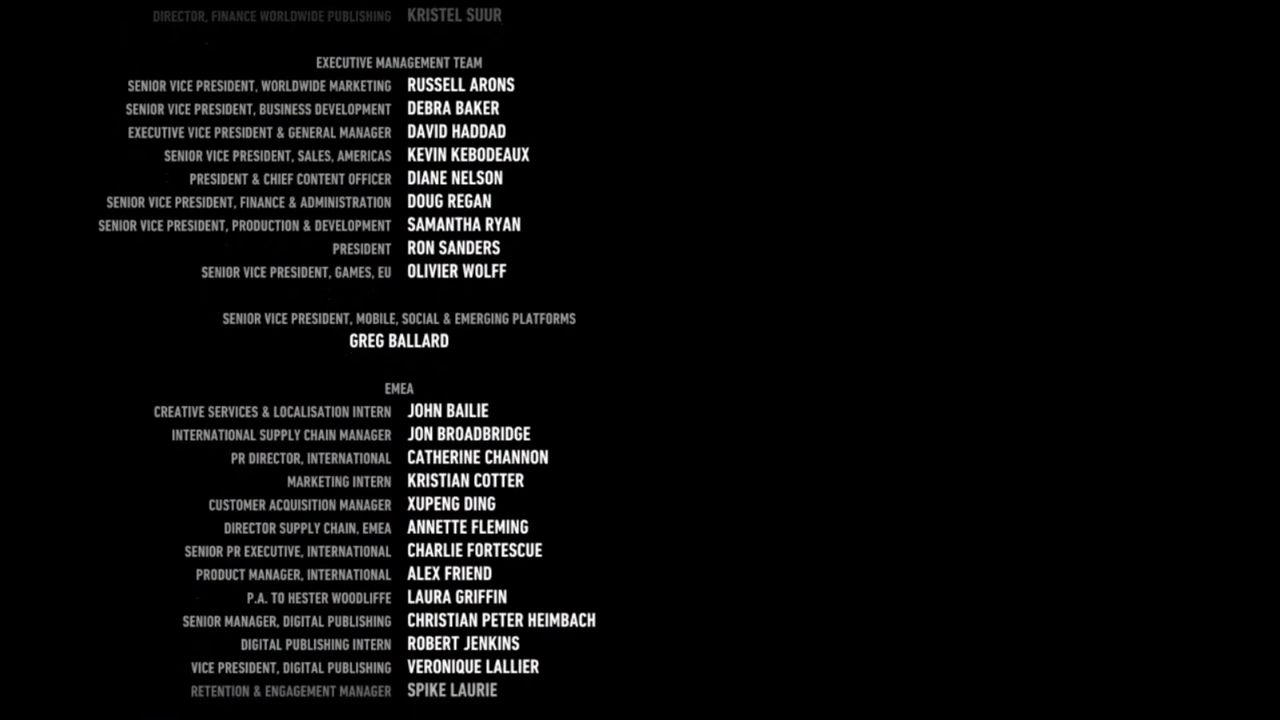 DIRECTOR, FINANCE WORLDWIDE PUBLISHING KRISTEL SUUR
EXECUTIVE MANAGEMENT TEAM
SENIOR VICE PRESIDENT, WORLDWIDE MARKETING RUSSELL ARONS
SENIOR VICE PRESIDENT, BUSINESS DEVELOPMENT DEBRA BAKER
EXECUTIVE VICE PRESIDENT & GENERAL MANAGER DAVID HADDAD
SENIOR VICE PRESIDENT, SALES, AMERICAS KEVIN KEBODEAUX
PRESIDENT & CHIEF CONTENT OFFICER DIANE NELSON
SENIOR VICE PRESIDENT, FINANCE & ADMINISTRATION DOUG REGAN
SENIOR VICE PRESIDENT, PRODUCTION & DEVELOPMENT SAMANTHA RYAN
PRESIDENT RON SANDERS
SENIOR VICE PRESIDENT, GAMES, EU OLIVIER WOLFF
SENIOR VICE PRESIDENT, MOBILE, SOCIAL & EMERGING PLATFORMS
GREG BALLARD
EMEA
CREATIVE SERVICES & LOCALISATION INTERN JOHN BAILIE
INTERNATIONAL SUPPLY CHAIN MANAGER JON BROADBRIDGE
PR DIRECTOR, INTERNATIONAL CATHERINE CHANNON
MARKETING INTERN KRISTIAN COTTER
CUSTOMER ACQUISITION MANAGER XUPENG DING
DIRECTOR SUPPLY CHAIN, EMEA ANNETTE FLEMING
SENIOR PR EXECUTIVE, INTERNATIONAL CHARLIE FORTESCUE
PRODUCT MANAGER, INTERNATIONAL ALEX FRIEND
P.A. TO HESTER WOODLIFFE LAURA GRIFFIN
SENIOR MANAGER, DIGITAL PUBLISHING CHRISTIAN PETER HEIMBACH
DIGITAL PUBLISHING INTERN ROBERT JENKINS
VICE PRESIDENT, DIGITAL PUBLISHING VERONIQUE LALLIER
RETENTION & ENGAGEMENT MANAGER SPIKE LAURIE